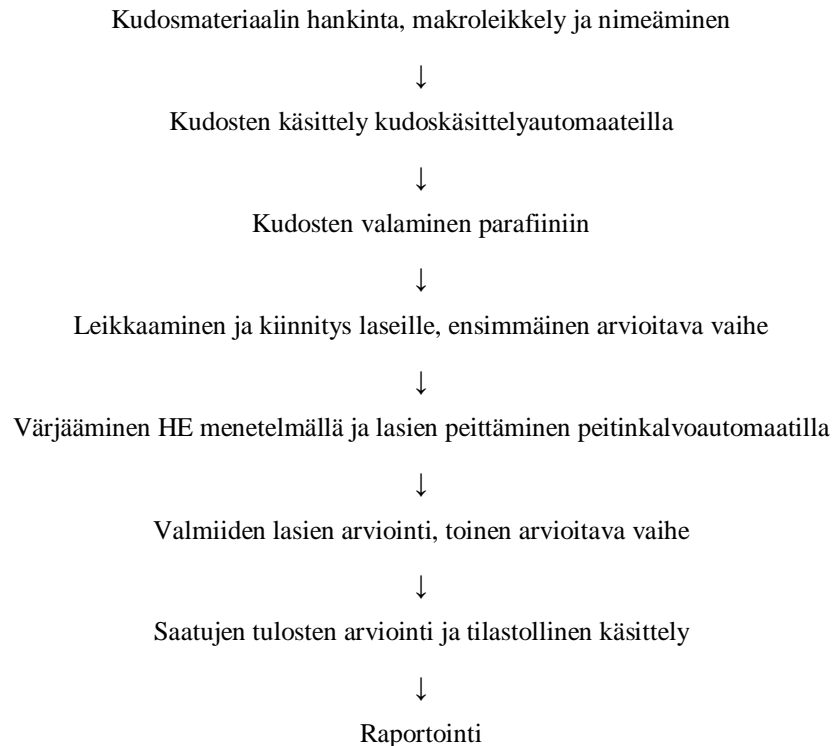 Kudosmateriaalin hankinta, makroleikkely ja nimeäminen
↓
Kudosten käsittely kudoskäsittelyautomaateilla
↓
Kudosten valaminen parafiiniin
↓
Leikkaaminen ja kiinnitys laseille, ensimmäinen arvioitava vaihe
↓
Värjääminen HE menetelmällä ja lasien peittäminen peitinkalvoautomaatilla
↓
Valmiiden lasien arviointi, toinen arvioitava vaihe
↓
Saatujen tulosten arviointi ja tilastollinen käsittely
↓
Raportointi